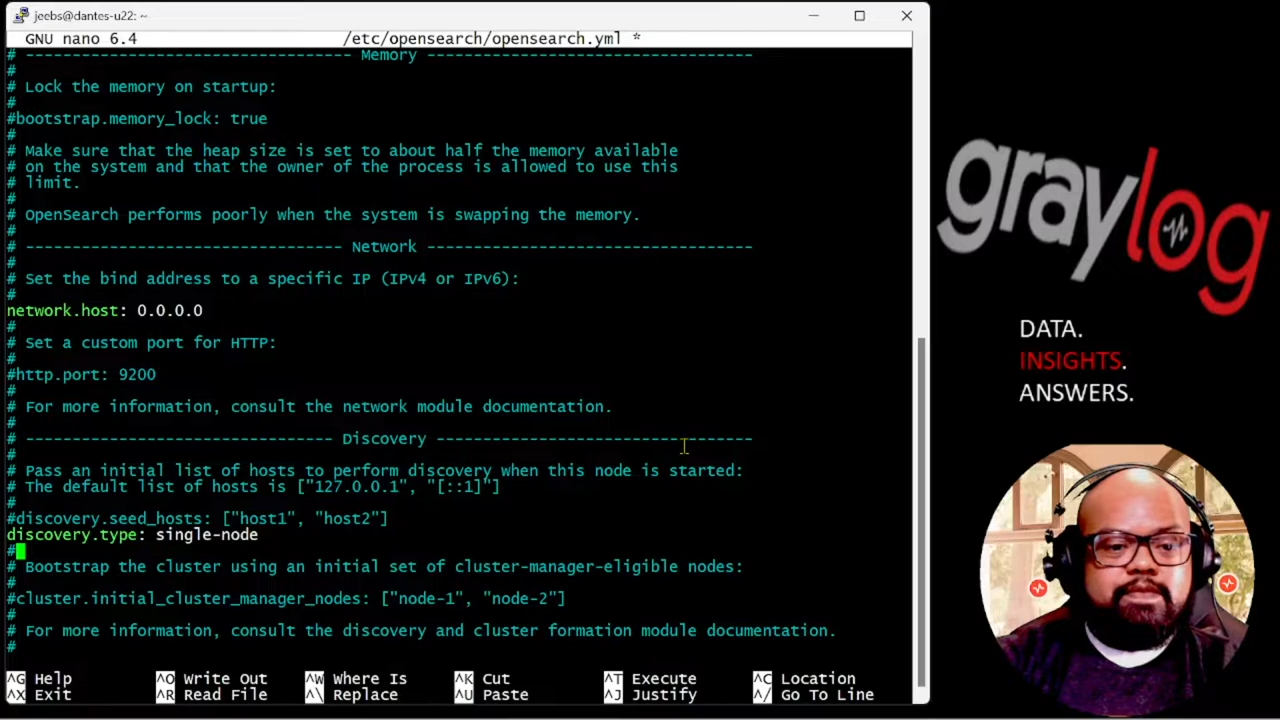 jeebs@dantes-u22: ~
GNU nano 6.4 /etc/opensearch/opensearch.yml *
# ----------------------------------- Memory -----------------------------------
#
# Lock the memory on startup:
#
#bootstrap.memory_lock: true
#
# Make sure that the heap size is set to about half the memory available
# on the system and that the owner of the process is allowed to use this
# limit.
#
# OpenSearch performs poorly when the system is swapping the memory.
#
# ---------------------------------- Network -----------------------------------
#
# Set the bind address to a specific IP (IPv4 or IPv6):
#
network.host: 0.0.0.0
#
# Set a custom port for HTTP:
#
#http.port: 9200
#
# For more information, consult the network module documentation.
#
# --------------------------------- Discovery ----------------------------------
#
# Pass an initial list of hosts to perform discovery when this node is started:
# The default list of hosts is ["127.0.0.1", "[::1]"]
#
#discovery.seed_hosts: ["host1", "host2"]
discovery.type: single-node
#
# Bootstrap the cluster using an initial set of cluster-manager-eligible nodes:
#
#cluster.initial_cluster_manager_nodes: ["node-1", "node-2"]
#
# For more information, consult the discovery and cluster formation module documentation.
#
^G Help ^O Write Out ^W Where Is ^K Cut ^T Execute ^C Location
^X Exit ^R Read File ^\ Replace ^U Paste ^J Justify ^/ Go To Line
graylog
DATA.
INSIGHTS.
ANSWERS.